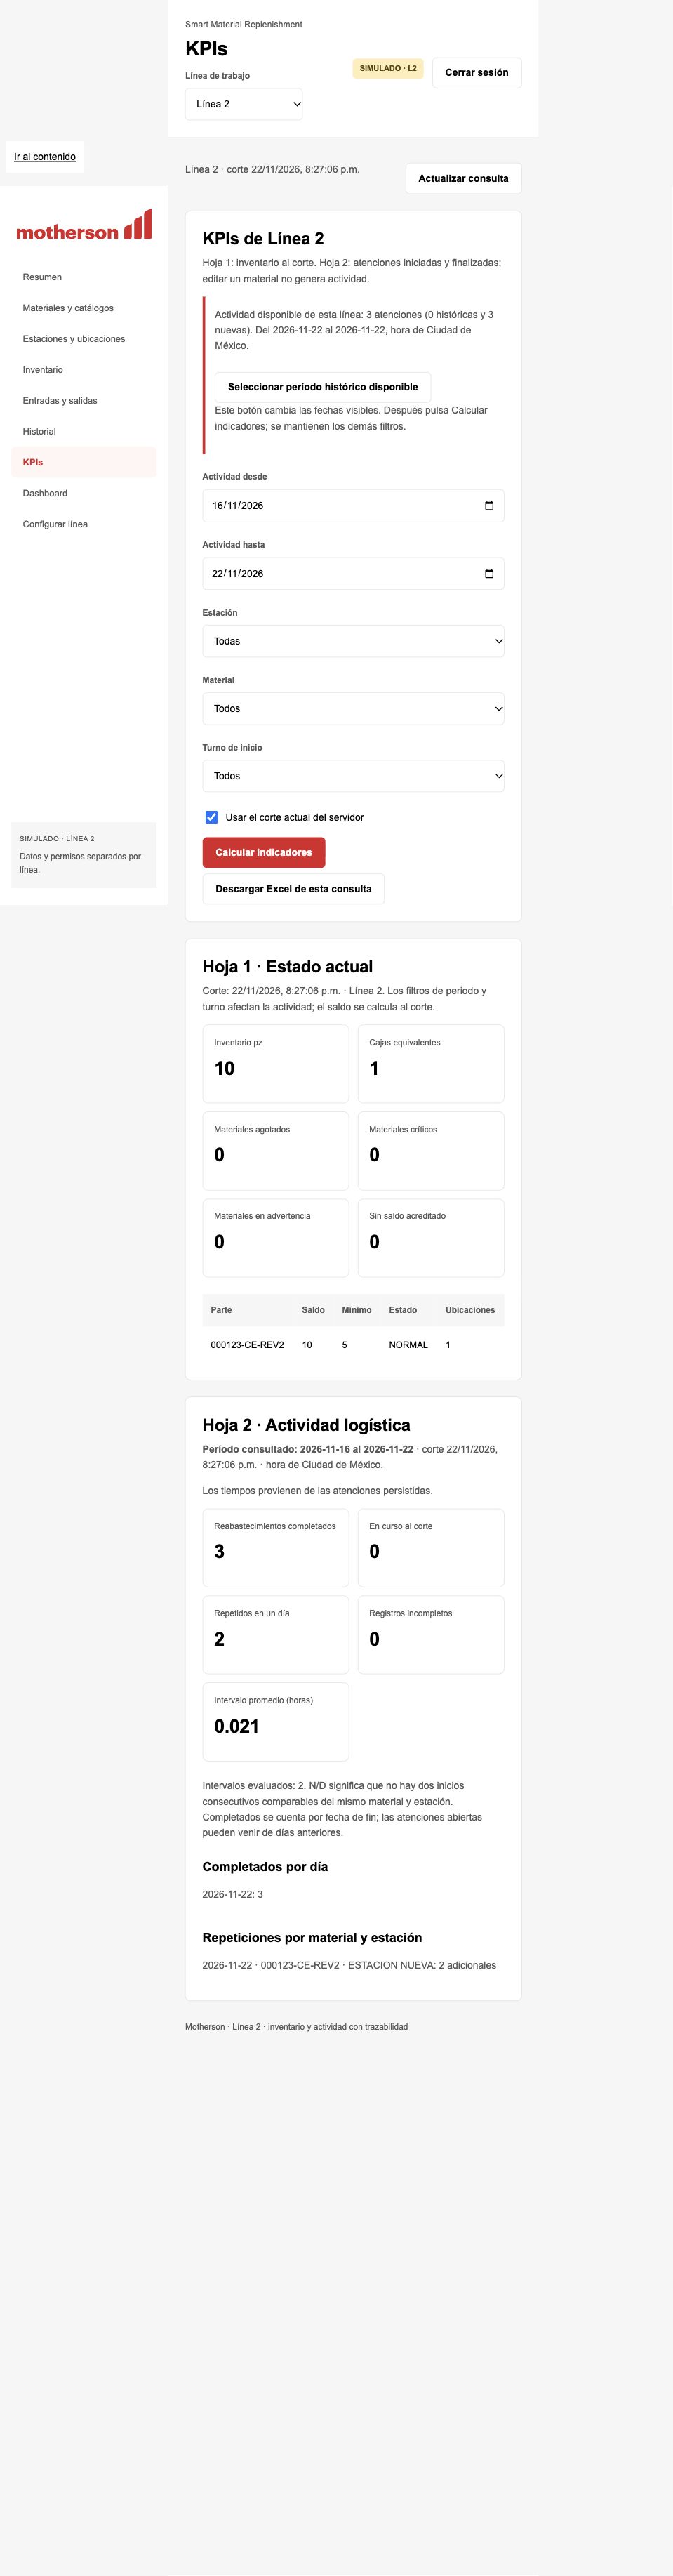 Smart Material Replenishment
KPIs
Línea de trabajo
Línea 2
SIMULADO · L2
Cerrar sesión
Ir al contenido
motherson
Resumen
Materiales y catálogos
Estaciones y ubicaciones
Inventario
Entradas y salidas
Historial
KPIs
Dashboard
Configurar línea
SIMULADO · LÍNEA 2
Datos y permisos separados por
línea.
Línea 2 · corte 22/11/2026, 8:27:06 p.m.
Actualizar consulta
KPIs de Línea 2
Hoja 1: inventario al corte. Hoja 2: atenciones iniciadas y finalizadas;
editar un material no genera actividad.
Actividad disponible de esta línea: 3 atenciones (0 históricas y 3
nuevas). Del 2026-11-22 al 2026-11-22, hora de Ciudad de
México.
Seleccionar periodo histórico disponible
Este botón cambia las fechas visibles. Después pulsa Calcular
indicadores; se mantienen los demás filtros.
Actividad desde
16/11/2026
Actividad hasta
22/11/2026
Estación
Todas
Material
Todos
Turno de inicio
Todos
Usar el corte actual del servidor
Calcular indicadores
Descargar Excel de esta consulta
Hoja 1 · Estado actual
Corte: 22/11/2026, 8:27:06 p.m. · Línea 2. Los filtros de periodo y
turno afectan la actividad; el saldo se calcula al corte.
Inventario pz
10
Cajas equivalentes
1
Materiales agotados
0
Materiales críticos
0
Materiales en advertencia
0
Sin saldo acreditado
0
Parte Saldo Mínimo Estado Ubicaciones
000123-CE-REV2 10 5 NORMAL 1
Hoja 2 · Actividad logística
Periodo consultado: 2026-11-16 al 2026-11-22 · corte 22/11/2026,
8:27:06 p.m. · hora de Ciudad de México.
Los tiempos provienen de las atenciones persistidas.
Reabastecimientos completados
3
En curso al corte
0
Repetidos en un día
2
Registros incompletos
0
Intervalo promedio (horas)
0.021
Intervalos evaluados: 2. N/D significa que no hay dos inicios
consecutivos comparables del mismo material y estación.
Completados se cuenta por fecha de fin; las atenciones abiertas
pueden venir de días anteriores.
Completados por día
2026-11-22: 3
Repeticiones por material y estación
2026-11-22 · 000123-CE-REV2 · ESTACION NUEVA: 2 adicionales
Motherson · Línea 2 · inventario y actividad con trazabilidad